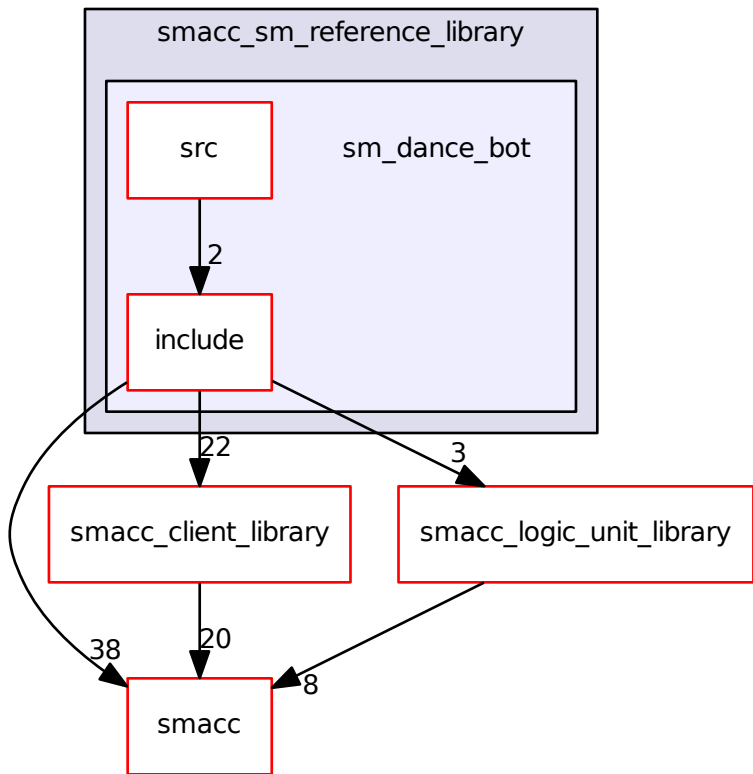 smacc_sm_reference_library
src
sm_dance_bot
2
include
22
3
smacc_client_library
smacc_logic_unit_library
38
20
8
smacc